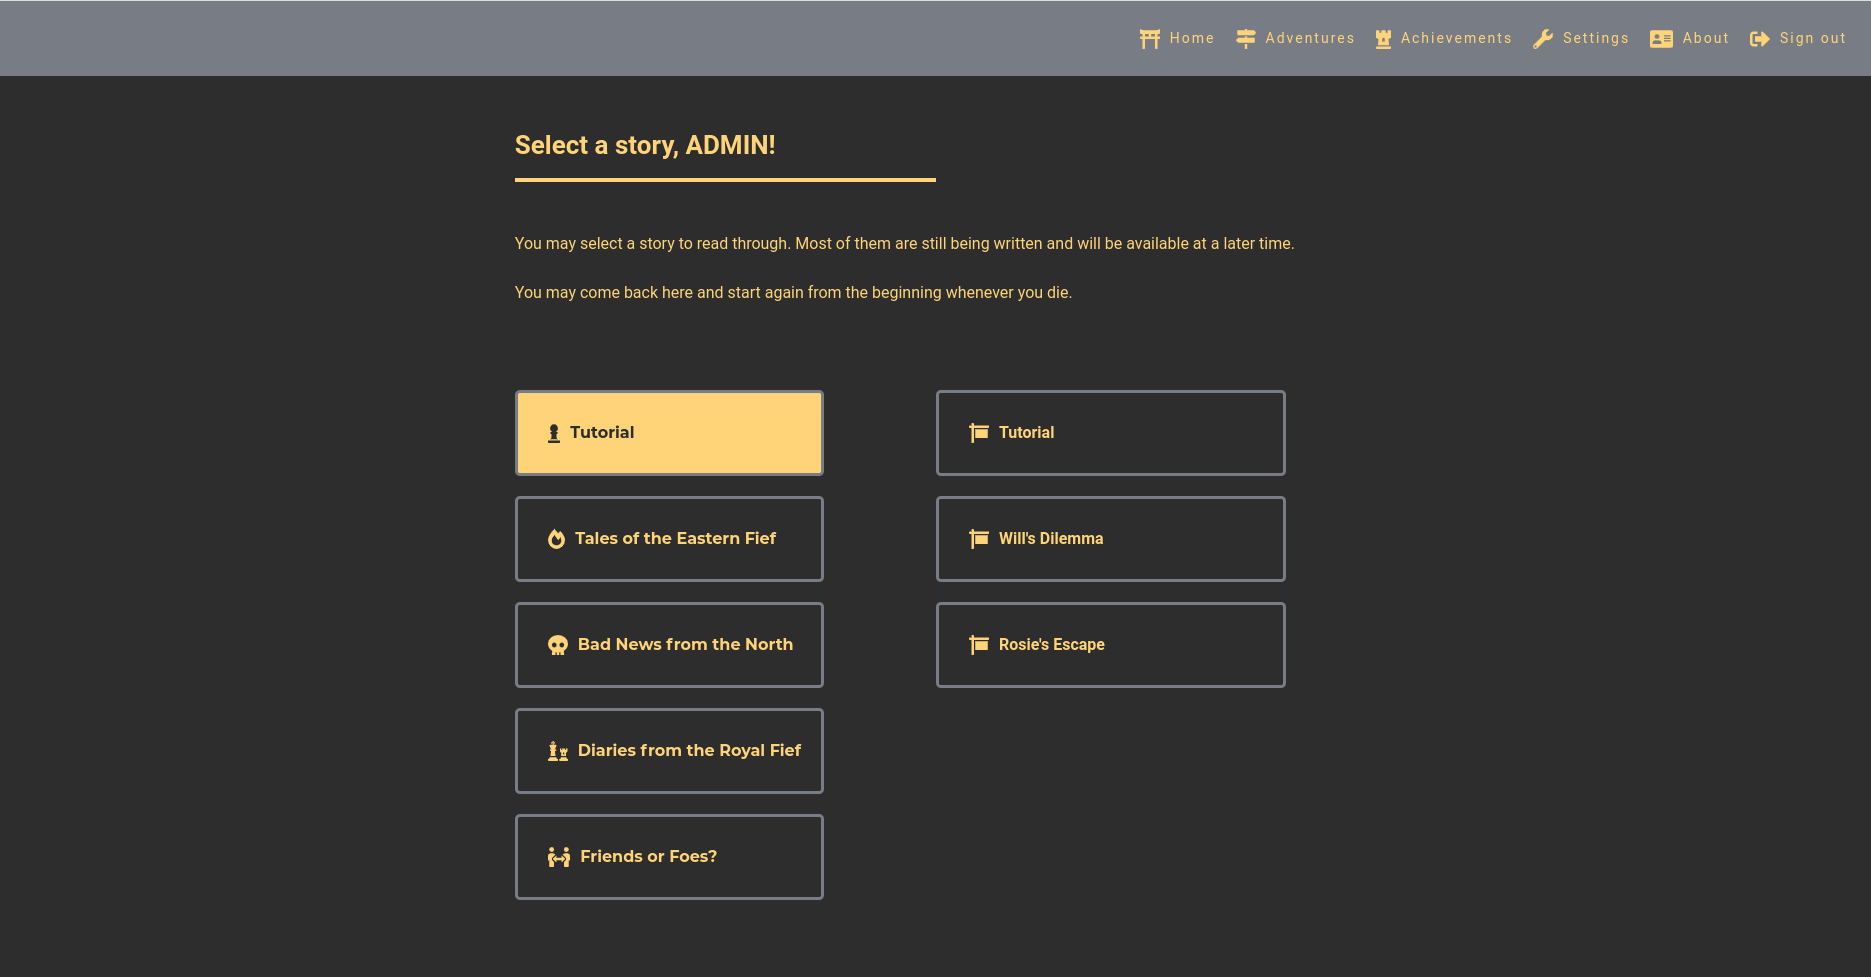 Home Adventures Achievements Settings About Sign out
Select a story, ADMIN!
You may select a story to read through. Most of them are still being written and will be available at a later time.
You may come back here and start again from the beginning whenever you die.
Tutorial
Tales of the Eastern Fief
Bad News from the North
Diaries from the Royal Fief
Friends or Foes?
Tutorial
Will's Dilemma
Rosie's Escape